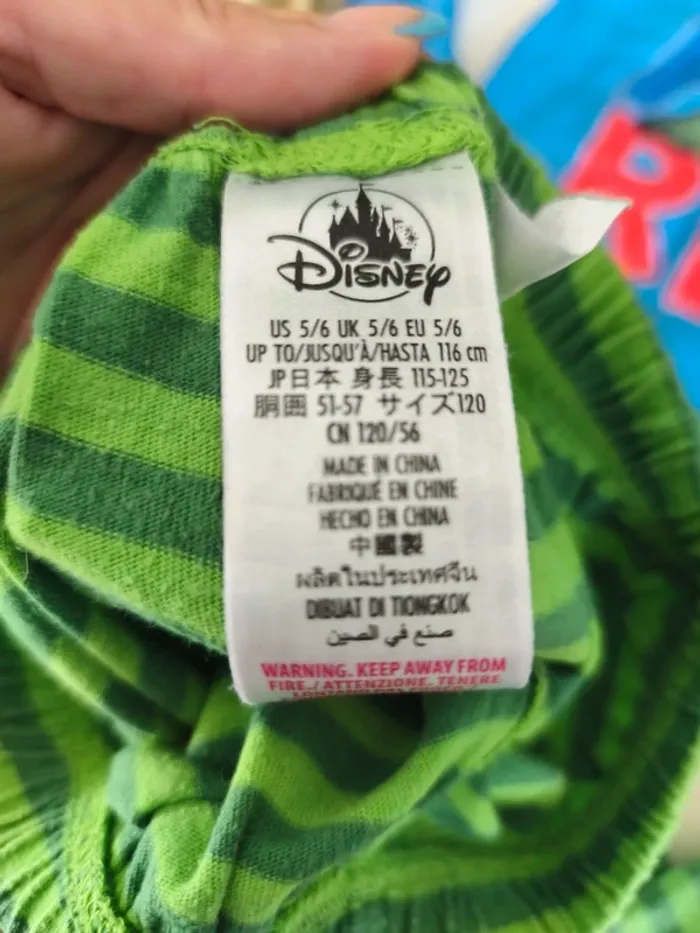 Disney
US 5/6 UK 5/6 EU 5/6
UP TO/JUSQU'À/HASTA 116 cm
JP日本 身長 115-125
胴囲 51-57 サイズ120
CN 120/56
MADE IN CHINA
FABRIQUÉ EN CHINE
HECHO EN CHINA
中國製
ผลิตในประเทศจีน
DIBUAT DI TIONGKOK
صنع في الصين
WARNING. KEEP AWAY FROM
FIRE./ATTENZIONE. TENERE